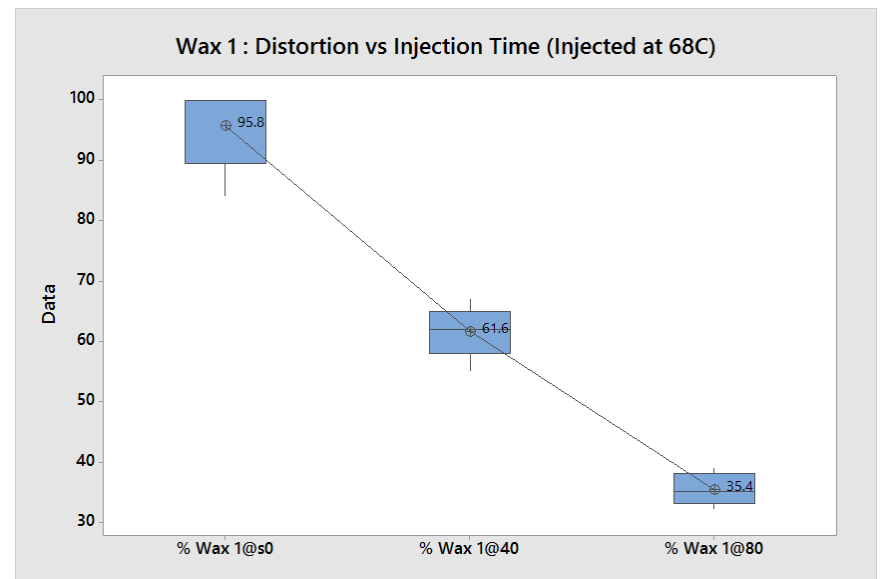 Wax 1 : Distortion vs Injection Time (Injected at 68C)
Data
100
90
80
70
60
50
40
30
95.8
61.6
35.4
% Wax 1@s0
% Wax 1@40
% Wax 1@80